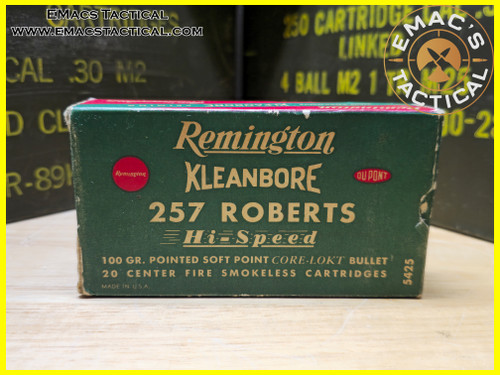 EMACS TACTICAL
WWW.EMACSTACTICAL.COM
EMAC'S
TACTICAL
250 CARTRIDGE
LINKE
4 BALL M2 1
CAL .30 M2
Remington
KLEANBORE
Remington
DU PONT
257 ROBERTS
Hi-Speed
100 GR. POINTED SOFT POINT CORE-LOKT BULLET
20 CENTER FIRE SMOKELESS CARTRIDGES
MADE IN U.S.A.
5425